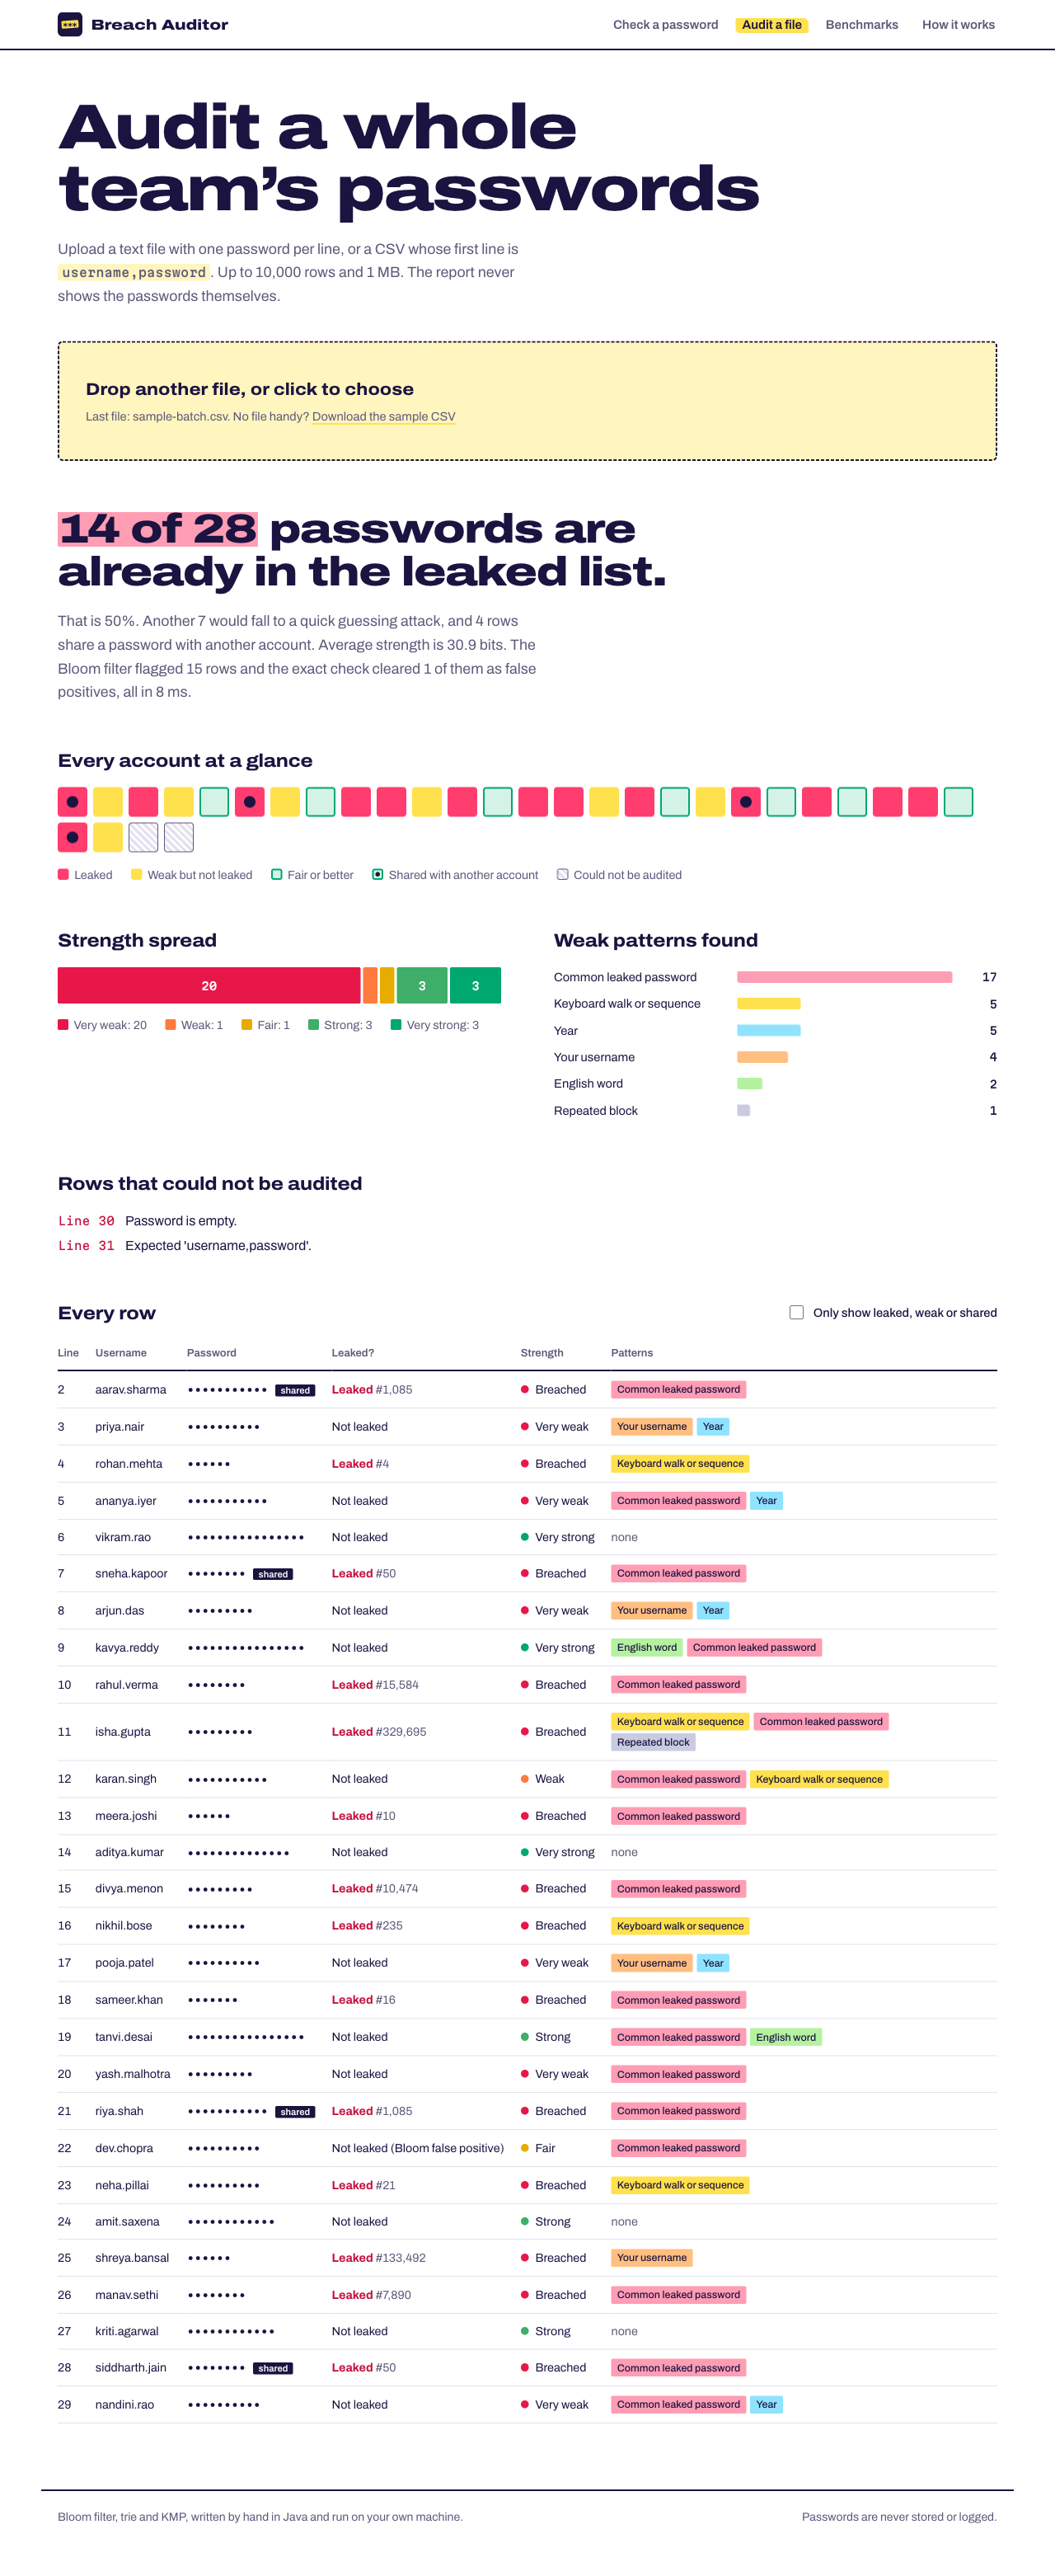 *** Breach Auditor Check a password Audit a file Benchmarks How it works
Audit a whole
team’s passwords
Upload a text file with one password per line, or a CSV whose first line is
username,password. Up to 10,000 rows and 1 MB. The report never
shows the passwords themselves.
Drop another file, or click to choose
Last file: sample-batch.csv. No file handy? Download the sample CSV
14 of 28 passwords are
already in the leaked list.
That is 50%. Another 7 would fall to a quick guessing attack, and 4 rows
share a password with another account. Average strength is 30.9 bits. The
Bloom filter flagged 15 rows and the exact check cleared 1 of them as false
positives, all in 8 ms.
Every account at a glance
Leaked Weak but not leaked Fair or better Shared with another account Could not be audited
Strength spread
20 3 3
Very weak: 20 Weak: 1 Fair: 1 Strong: 3 Very strong: 3
Weak patterns found
Common leaked password 17
Keyboard walk or sequence 5
Year 5
Your username 4
English word 2
Repeated block 1
Rows that could not be audited
Line 30 Password is empty.
Line 31 Expected 'username,password'.
Every row Only show leaked, weak or shared
Line Username Password Leaked? Strength Patterns
2 aarav.sharma ••••••••••• shared Leaked #1,085 Breached Common leaked password
3 priya.nair •••••••••• Not leaked Very weak Your username Year
4 rohan.mehta •••••• Leaked #4 Breached Keyboard walk or sequence
5 ananya.iyer ••••••••••• Not leaked Very weak Common leaked password Year
6 vikram.rao •••••••••••••••• Not leaked Very strong none
7 sneha.kapoor •••••••• shared Leaked #50 Breached Common leaked password
8 arjun.das ••••••••• Not leaked Very weak Your username Year
9 kavya.reddy •••••••••••••••• Not leaked Very strong English word Common leaked password
10 rahul.verma •••••••• Leaked #15,584 Breached Common leaked password
11 isha.gupta ••••••••• Leaked #329,695 Breached Keyboard walk or sequence Common leaked password
Repeated block
12 karan.singh ••••••••••• Not leaked Weak Common leaked password Keyboard walk or sequence
13 meera.joshi •••••• Leaked #10 Breached Common leaked password
14 aditya.kumar •••••••••••••• Not leaked Very strong none
15 divya.menon ••••••••• Leaked #10,474 Breached Common leaked password
16 nikhil.bose •••••••• Leaked #235 Breached Keyboard walk or sequence
17 pooja.patel •••••••••• Not leaked Very weak Your username Year
18 sameer.khan ••••••• Leaked #16 Breached Common leaked password
19 tanvi.desai •••••••••••••••• Not leaked Strong Common leaked password English word
20 yash.malhotra ••••••••• Not leaked Very weak Common leaked password
21 riya.shah ••••••••••• shared Leaked #1,085 Breached Common leaked password
22 dev.chopra •••••••••• Not leaked (Bloom false positive) Fair Common leaked password
23 neha.pillai •••••••••• Leaked #21 Breached Keyboard walk or sequence
24 amit.saxena •••••••••••• Not leaked Strong none
25 shreya.bansal •••••• Leaked #133,492 Breached Your username
26 manav.sethi •••••••• Leaked #7,890 Breached Common leaked password
27 kriti.agarwal •••••••••••• Not leaked Strong none
28 siddharth.jain •••••••• shared Leaked #50 Breached Common leaked password
29 nandini.rao •••••••••• Not leaked Very weak Common leaked password Year
Bloom filter, trie and KMP, written by hand in Java and run on your own machine. Passwords are never stored or logged.